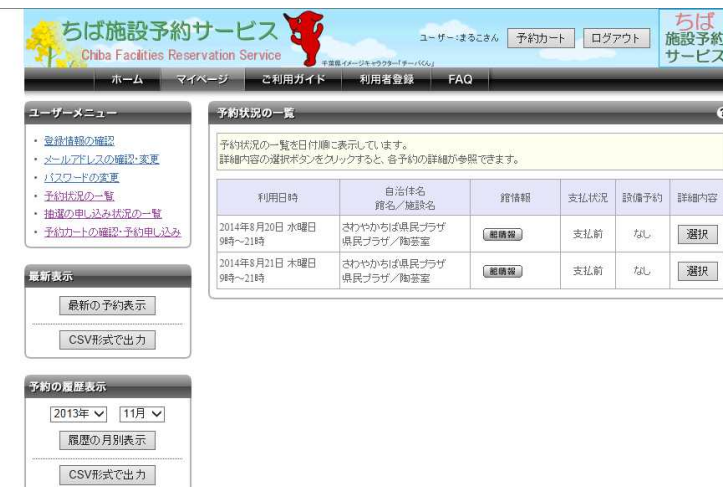 ちば施設予約サービス
Chiba Facilities Reservation Service
千葉県イメージキャラクター「チーバくん」
ユーザー:まるこさん 予約カート ログアウト
ちば
施設予約
サービス
ホーム マイページ ご利用ガイド 利用者登録 FAQ
ユーザーメニュー
・登録情報の確認
・メールアドレスの確認・変更
・パスワードの変更
・予約状況の一覧
・抽選の申し込み状況の一覧
・予約カートの確認・予約申し込み
最新表示
最新の予約表示
CSV形式で出力
予約の履歴表示
2013年 11月
履歴の月別表示
CSV形式で出力
予約状況の一覧
予約状況の一覧を日付順に表示しています。
詳細内容の選択ボタンをクリックすると、各予約の詳細が参照できます。
利用日時 自治体名 館情報 支払状況 設備予約 詳細内容
館名/施設名
2014年8月20日 水曜日 さわやかちば県民プラザ 館情報 支払前 なし 選択
9時~21時 県民プラザ/陶芸室
2014年8月21日 木曜日 さわやかちば県民プラザ 館情報 支払前 なし 選択
9時~21時 県民プラザ/陶芸室